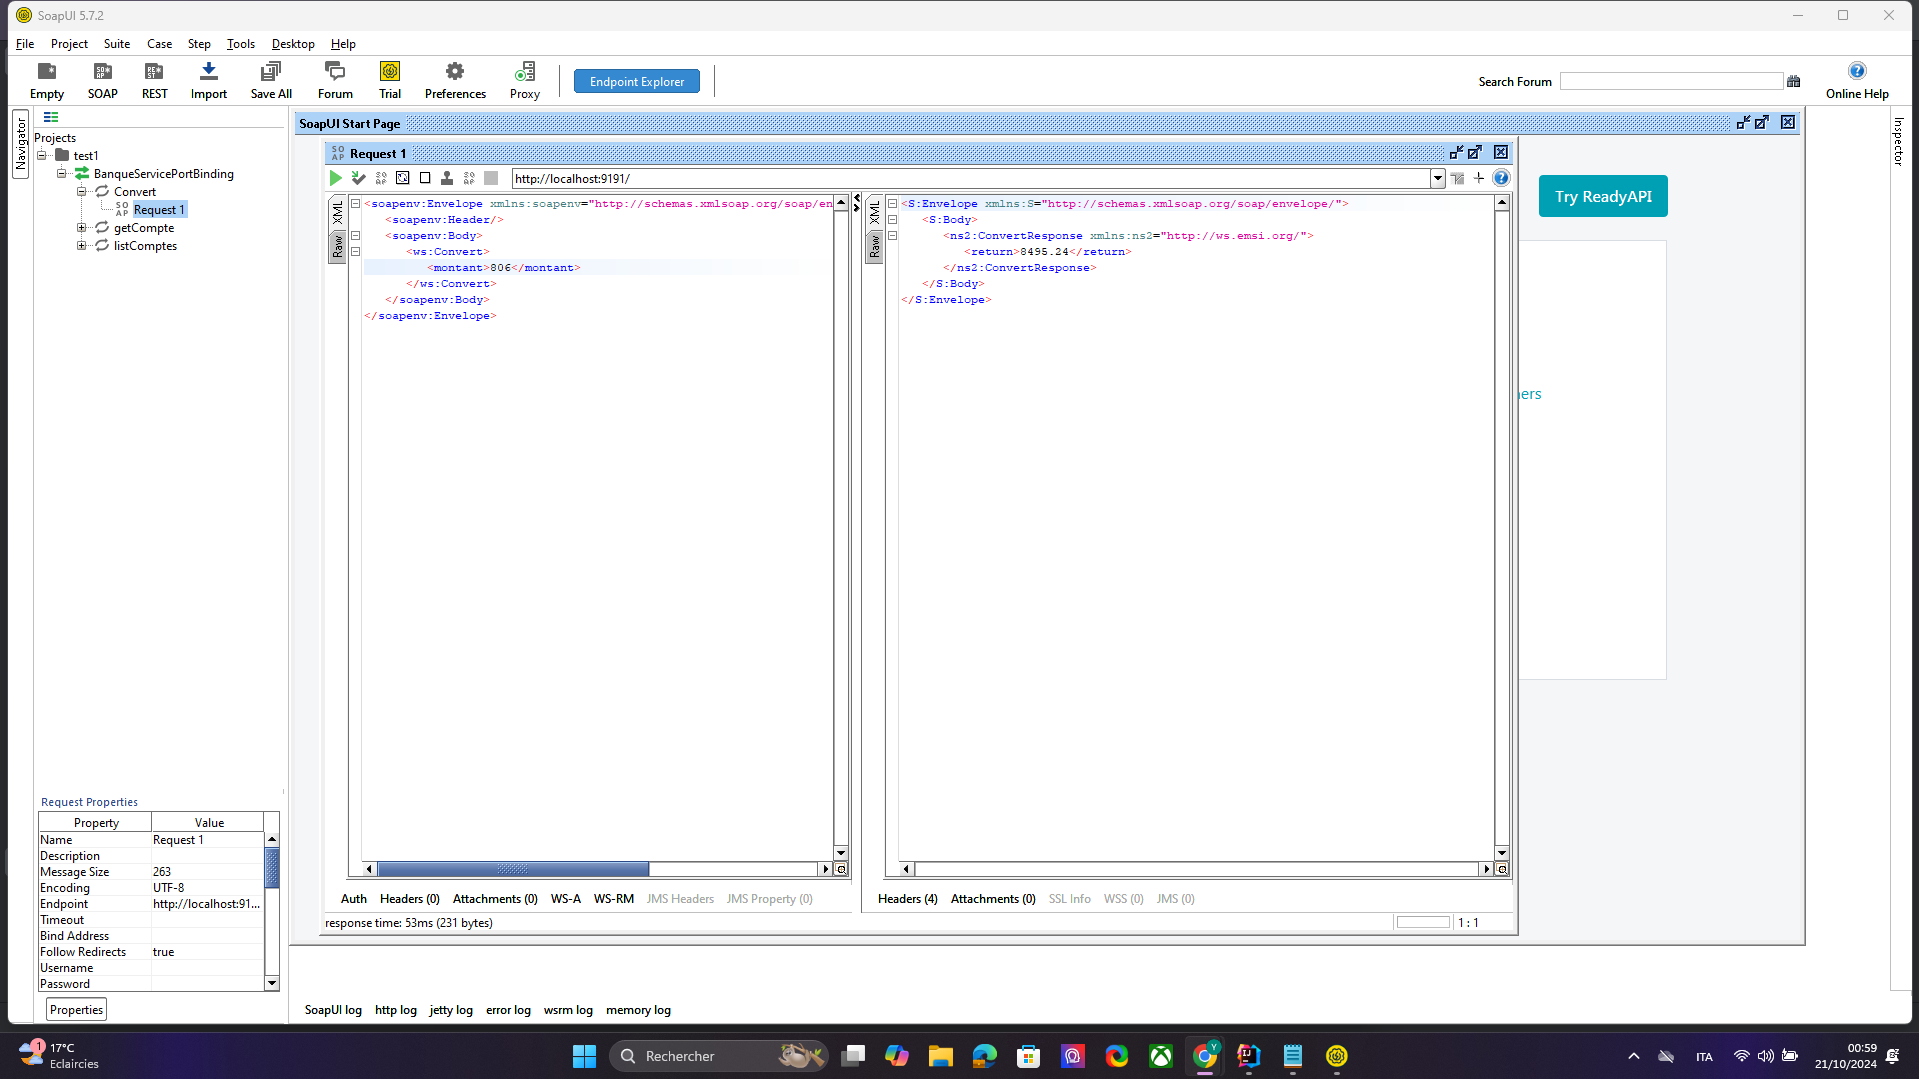 SoapUI 5.7.2
File Project Suite Case Step Tools Desktop Help
Empty SOAP REST Import Save All Forum Trial Preferences Proxy
Endpoint Explorer
Search Forum
Online Help
Navigator
Projects
test1
BanqueServicePortBinding
Convert
Request 1
getCompte
listComptes
SoapUI Start Page
Request 1
http://localhost:9191/
XML
Raw
<soapenv:Envelope xmlns:soapenv="http://schemas.xmlsoap.org/soap/en
<soapenv:Header/>
<soapenv:Body>
<ws:Convert>
<montant>806</montant>
</ws:Convert>
</soapenv:Body>
</soapenv:Envelope>
XML
Raw
<S:Envelope xmlns:S="http://schemas.xmlsoap.org/soap/envelope/">
<S:Body>
<ns2:ConvertResponse xmlns:ns2="http://ws.emsi.org/">
<return>8495.24</return>
</ns2:ConvertResponse>
</S:Body>
</S:Envelope>
Try ReadyAPI
ers
Inspector
Auth Headers (0) Attachments (0) WS-A WS-RM JMS Headers JMS Property (0)
Headers (4) Attachments (0) SSL Info WSS (0) JMS (0)
response time: 53ms (231 bytes)
1 : 1
Request Properties
Property Value
Name Request 1
Description
Message Size 263
Encoding UTF-8
Endpoint http://localhost:91...
Timeout
Bind Address
Follow Redirects true
Username
Password
Properties
SoapUI log http log jetty log error log wsrm log memory log
1
17°C
Eclaircies
Rechercher
Y
ITA
00:59
21/10/2024